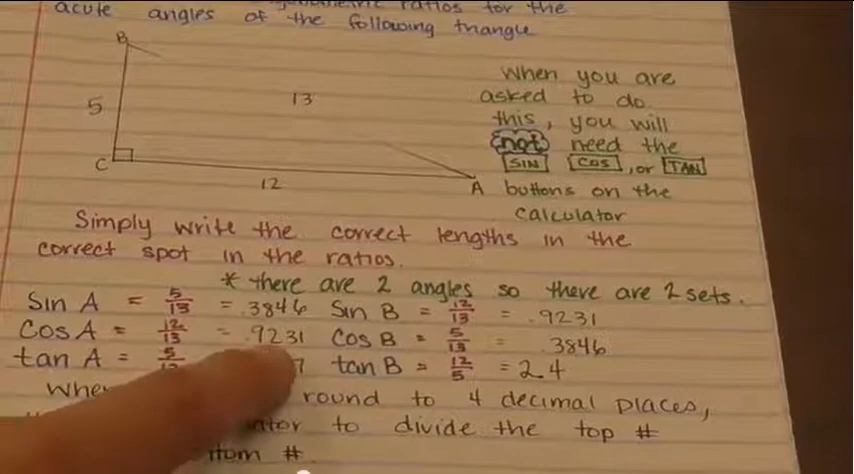 ratios for the
acute angles of the following triangle
B
5
13
C
12
A
When you are
asked to do
this, you will
not need the
SIN COS, or TAN
buttons on the
calculator
Simply write the correct lengths in the
correct spot in the ratios.
* there are 2 angles so there are 2 sets.
Sin A = 5/13 = .3846 Sin B = 12/13 = .9231
Cos A = 12/13 = .9231 Cos B = 5/13 = .3846
tan A = 5/ 7 tan B = 12/5 = 2.4
round to 4 decimal places,
to divide the top #
#.